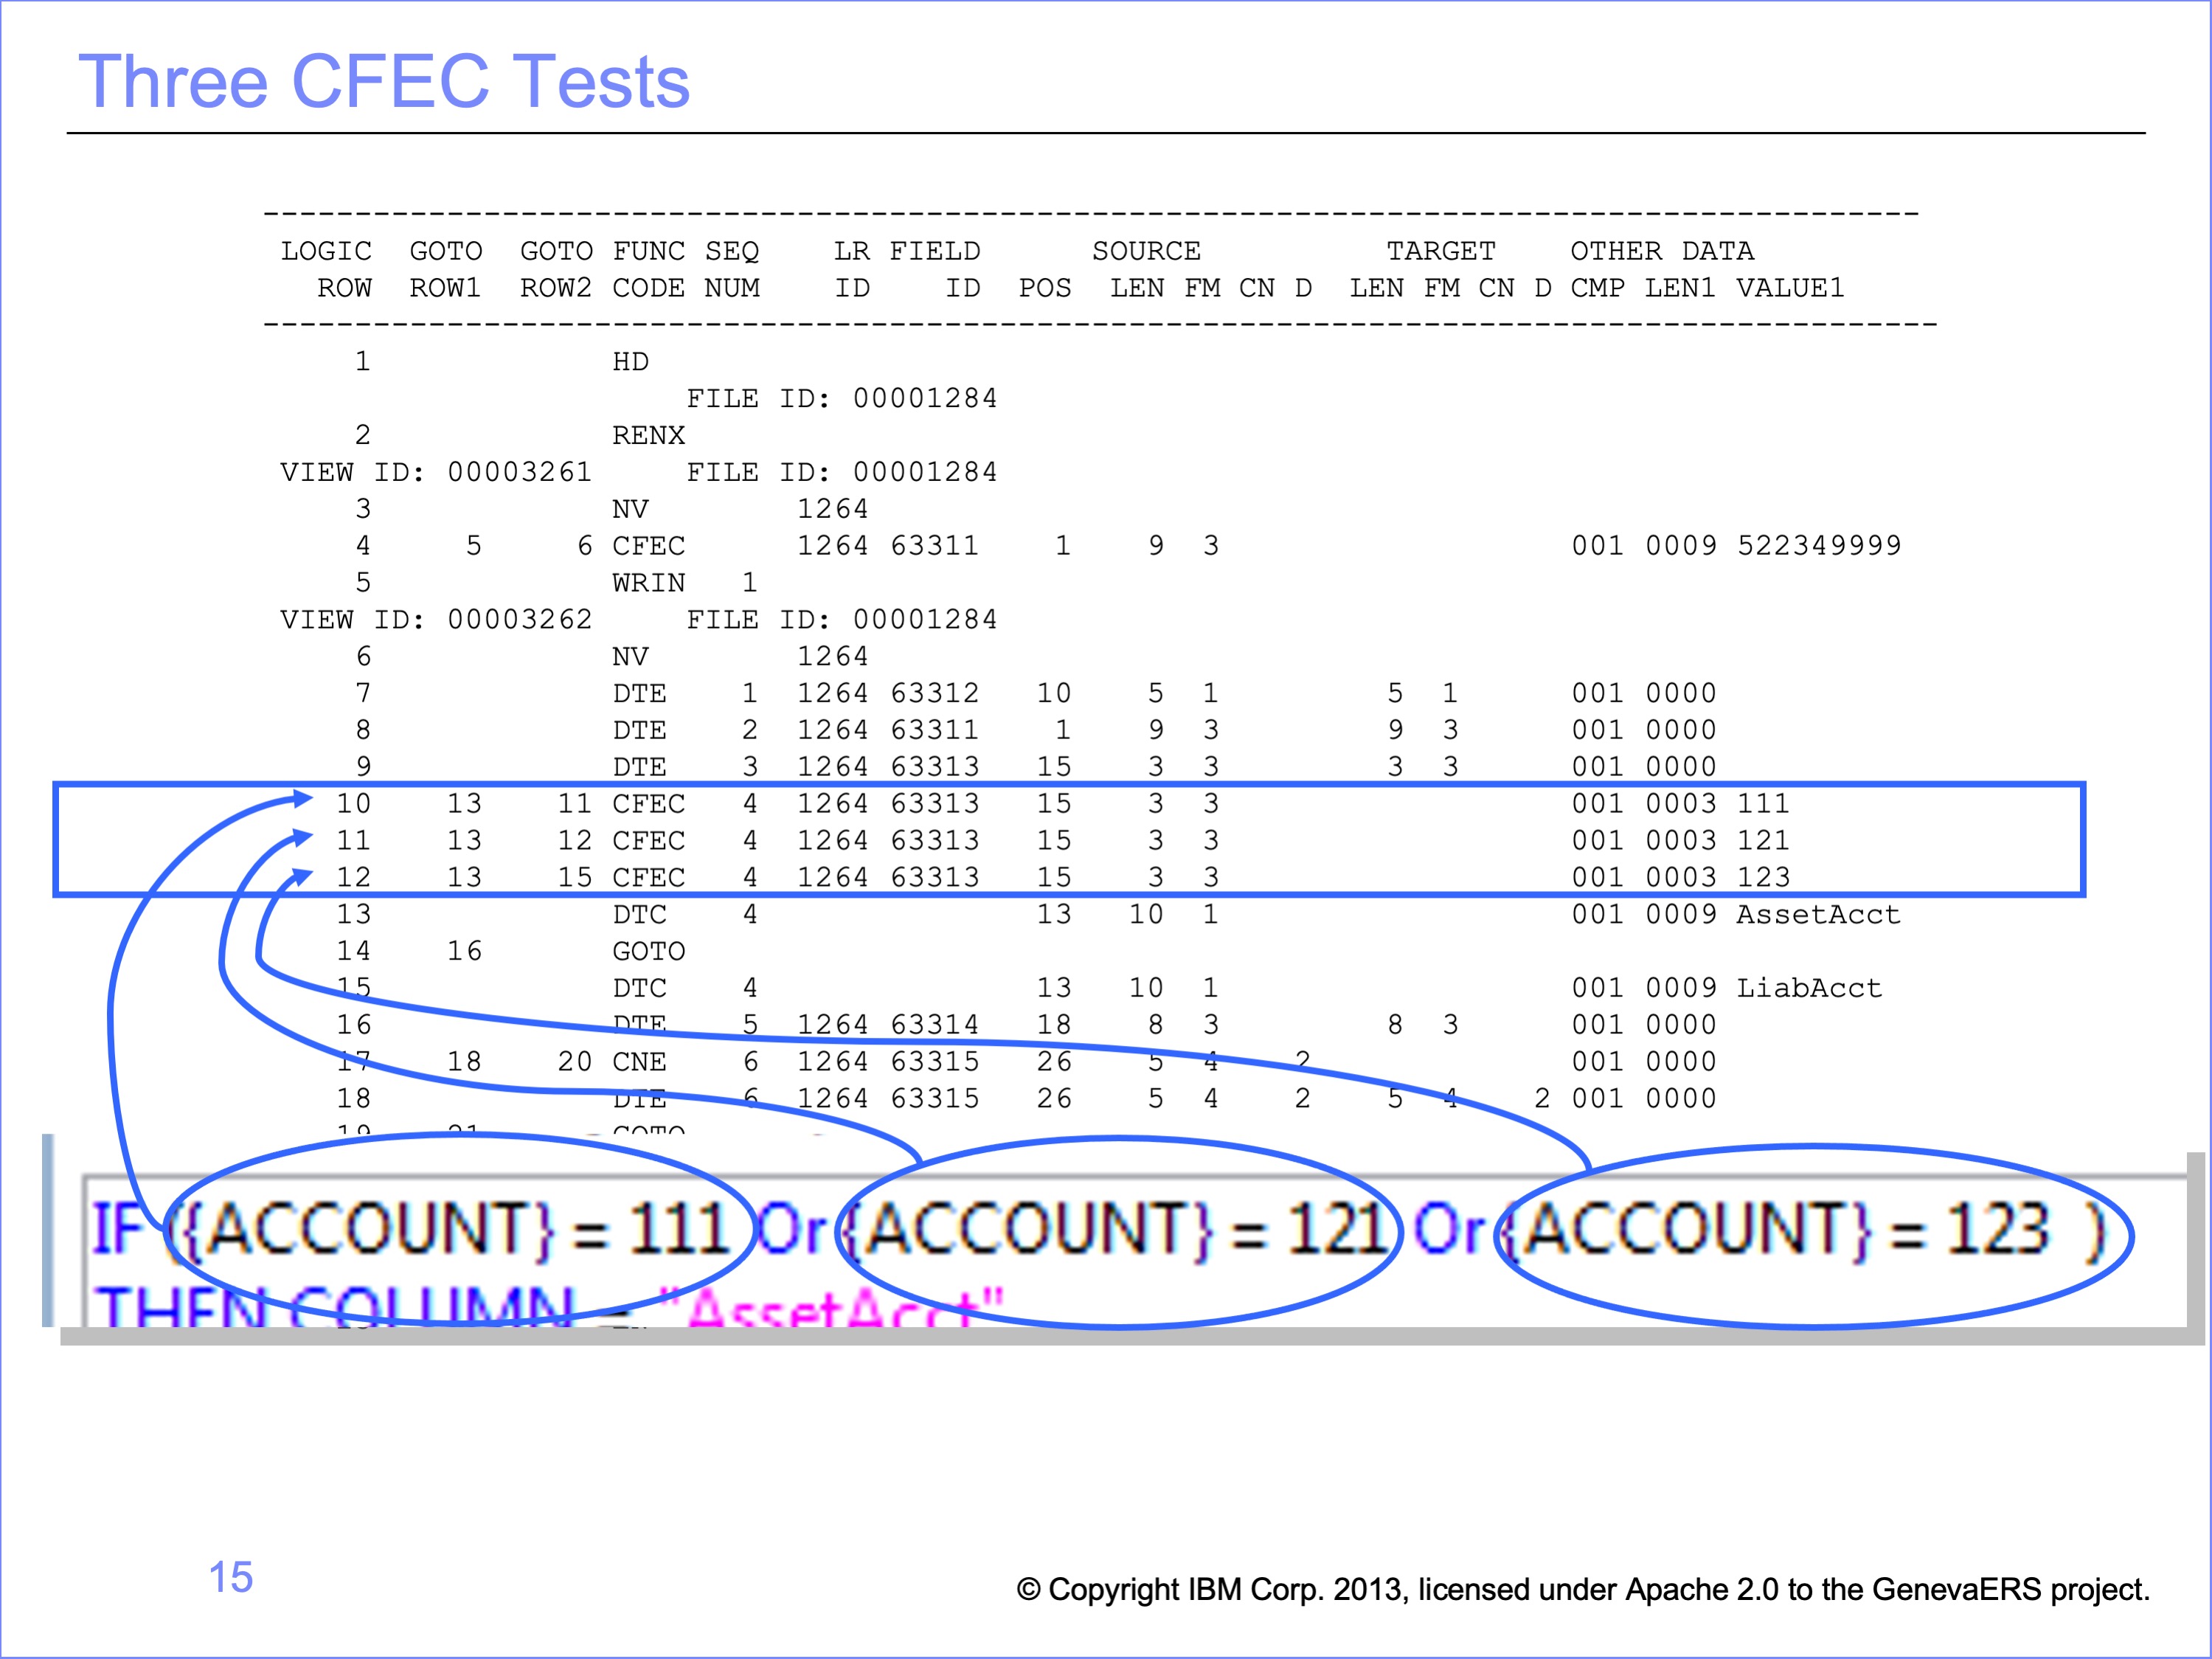 Three CFEC Tests
LOGIC GOTO GOTO FUNC SEQ LR FIELD SOURCE TARGET OTHER DATA
ROW ROW1 ROW2 CODE NUM ID ID POS LEN FM CN D LEN FM CN D CMP LEN1 VALUE1
1 HD
FILE ID: 00001284
2 RENX
VIEW ID: 00003261 FILE ID: 00001284
3 NV 1264
4 5 6 CFEC 1264 63311 1 9 3 001 0009 522349999
5 WRIN 1
VIEW ID: 00003262 FILE ID: 00001284
6 NV 1264
7 DTE 1 1264 63312 10 5 1 5 1 001 0000
8 DTE 2 1264 63311 1 9 3 9 3 001 0000
9 DTE 3 1264 63313 15 3 3 3 3 001 0000
10 13 11 CFEC 4 1264 63313 15 3 3 001 0003 111
11 13 12 CFEC 4 1264 63313 15 3 3 001 0003 121
12 13 15 CFEC 4 1264 63313 15 3 3 001 0003 123
13 DTC 4 13 10 1 001 0009 AssetAcct
14 16 GOTO
15 DTC 4 13 10 1 001 0009 LiabAcct
16 DTE 5 1264 63314 18 8 3 8 3 001 0000
17 18 20 CNE 6 1264 63315 26 5 4 2 001 0000
18 DTE 6 1264 63315 26 5 4 2 5 4 2 001 0000
19 21 GOTO
IF ({ACCOUNT} = 111 Or {ACCOUNT} = 121 Or {ACCOUNT} = 123 )
THEN COLUMN = "AssetAcct"
15
© Copyright IBM Corp. 2013, licensed under Apache 2.0 to the GenevaERS project.